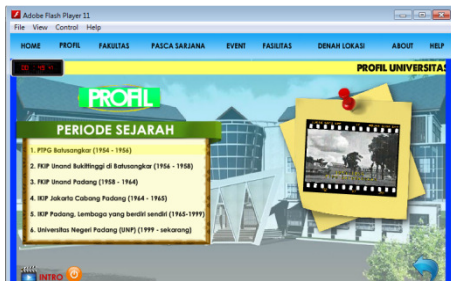 Adobe Flash Player 11
File View Control Help
HOME PROFIL FAKULTAS PASCA SARJANA EVENT FASILITAS DENAH LOKASI ABOUT HELP
PROFIL UNIVERSITAS
PROFIL
PERIODE SEJARAH
1. PTPG Batusangkar (1954 - 1956)
2. FKIP Unand Bukittinggi di Batusangkar (1956 - 1958)
3. FKIP Unand Padang (1958 - 1964)
4. IKIP Jakarta Cabang Padang (1964 - 1965)
5. IKIP Padang, Lembaga yang berdiri sendiri (1965-1999)
6. Universitas Negeri Padang (UNP) (1999 - sekarang)
INTRO